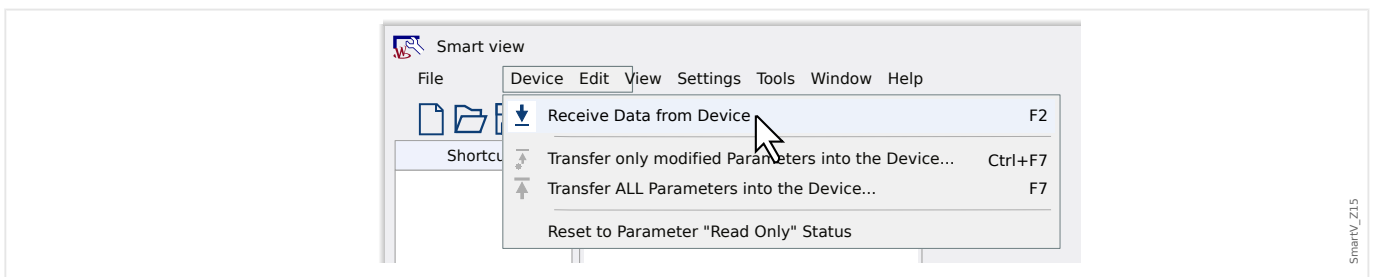 Smart view
File Device Edit View Settings Tools Window Help
Receive Data from Device F2
Shortcu
Transfer only modified Parameters into the Device... Ctrl+F7
Transfer ALL Parameters into the Device... F7
Reset to Parameter "Read Only" Status
SmartV_Z15